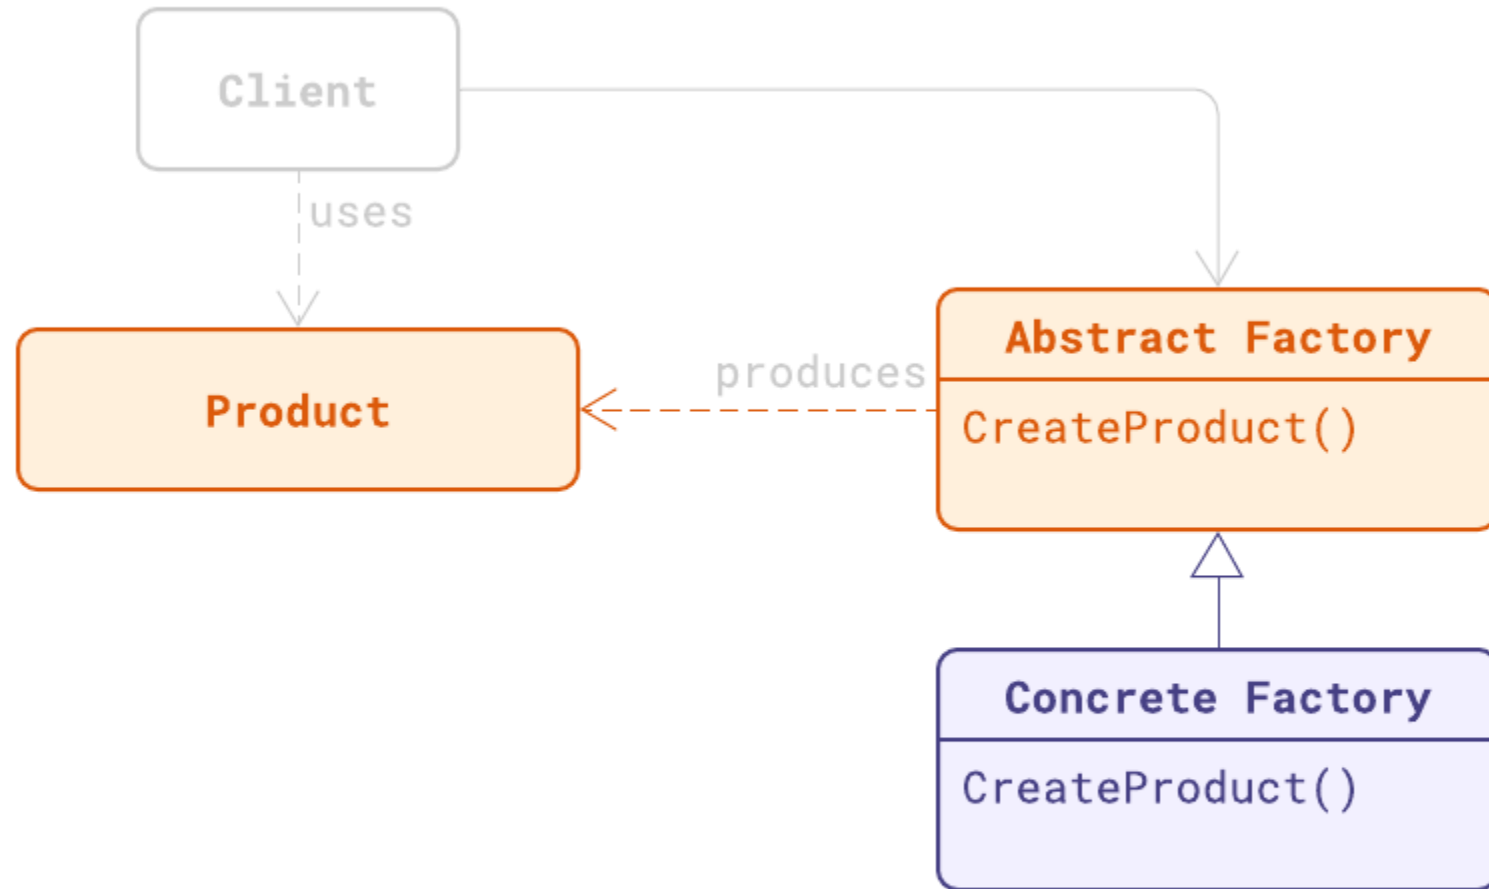 Client
uses
Abstract Factory
produces
Product
CreateProduct()
Concrete Factory
CreateProduct()